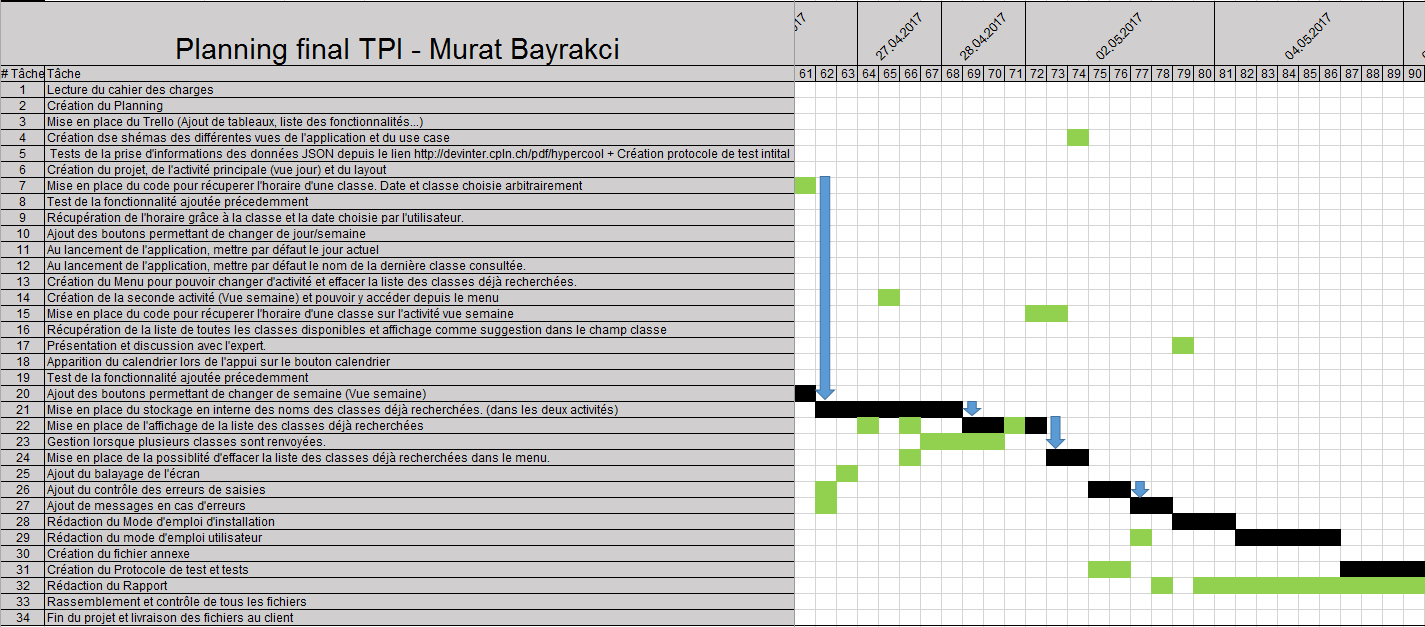 17
27.04.2017
28.04.2017
02.05.2017
04.05.2017
Planning final TPI - Murat Bayrakci
# Tâche Tâche 61 62 63 64 65 66 67 68 69 70 71 72 73 74 75 76 77 78 79 80 81 82 83 84 85 86 87 88 89 90
1 Lecture du cahier des charges
2 Création du Planning
3 Mise en place du Trello (Ajout de tableaux, liste des fonctionnalités...)
4 Création dse shémas des différentes vues de l'application et du use case
5 Tests de la prise d'informations des données JSON depuis le lien http://devinter.cpln.ch/pdf/hypercool + Création protocole de test intital
6 Création du projet, de l'activité principale (vue jour) et du layout
7 Mise en place du code pour récuperer l'horaire d'une classe. Date et classe choisie arbitrairement
8 Test de la fonctionnalité ajoutée précedemment
9 Récupération de l'horaire grâce à la classe et la date choisie par l'utilisateur.
10 Ajout des boutons permettant de changer de jour/semaine
11 Au lancement de l'application, mettre par défaut le jour actuel
12 Au lancement de l'application, mettre par défaut le nom de la dernière classe consultée.
13 Création du Menu pour pouvoir changer d'activité et effacer la liste des classes déjà recherchées.
14 Création de la seconde activité (Vue semaine) et pouvoir y accéder depuis le menu
15 Mise en place du code pour récuperer l'horaire d'une classe sur l'activité vue semaine
16 Récupération de la liste de toutes les classes disponibles et affichage comme suggestion dans le champ classe
17 Présentation et discussion avec l'expert.
18 Apparition du calendrier lors de l'appui sur le bouton calendrier
19 Test de la fonctionnalité ajoutée précedemment
20 Ajout des boutons permettant de changer de semaine (Vue semaine)
21 Mise en place du stockage en interne des noms des classes déjà recherchées. (dans les deux activités)
22 Mise en place de l'affichage de la liste des classes déjà recherchées
23 Gestion lorsque plusieurs classes sont renvoyées.
24 Mise en place de la possiblité d'effacer la liste des classes déjà recherchées dans le menu.
25 Ajout du balayage de l'écran
26 Ajout du contrôle des erreurs de saisies
27 Ajout de messages en cas d'erreurs
28 Rédaction du Mode d'emploi d'installation
29 Rédaction du mode d'emploi utilisateur
30 Création du fichier annexe
31 Création du Protocole de test et tests
32 Rédaction du Rapport
33 Rassemblement et contrôle de tous les fichiers
34 Fin du projet et livraison des fichiers au client